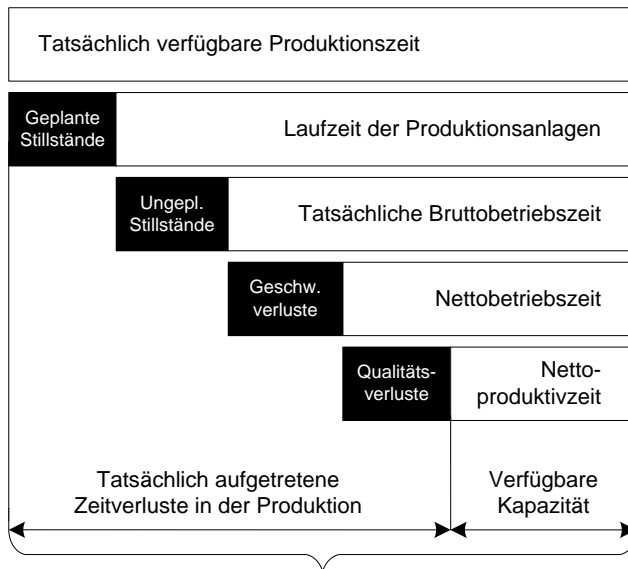 Tatsächlich verfügbare Produktionszeit
Geplante
Stillstände
Laufzeit der Produktionsanlagen
Ungepl.
Stillstände
Tatsächliche Bruttobetriebszeit
Geschw.
verluste
Nettobetriebszeit
Qualitäts-
verluste
Netto-
produktivzeit
Tatsächlich aufgetretene
Zeitverluste in der Produktion
Verfügbare
Kapazität